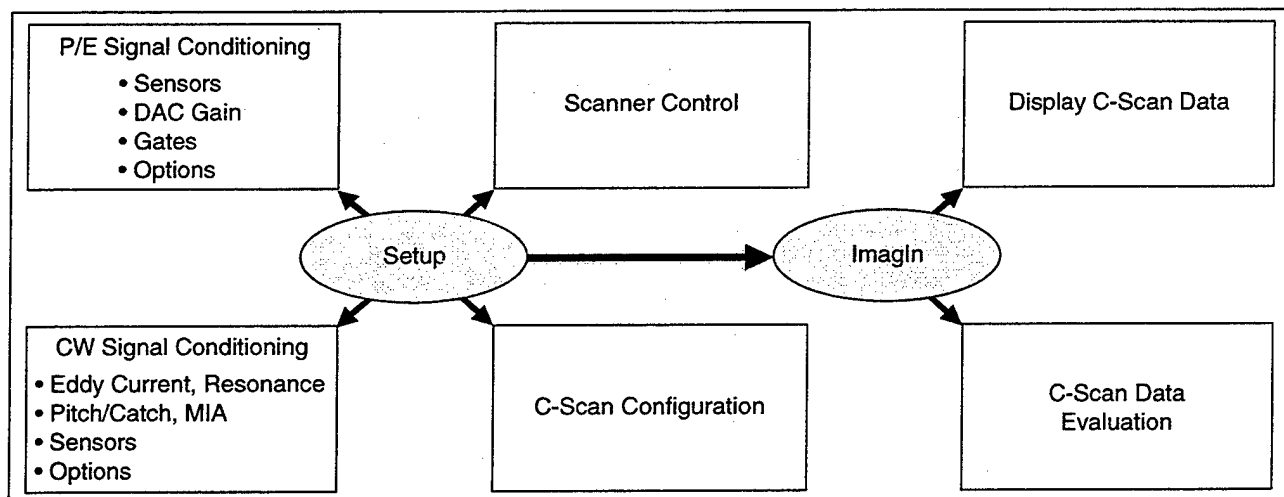 P/E Signal Conditioning
• Sensors
• DAC Gain
• Gates
• Options
Scanner Control
Display C-Scan Data
Setup
ImagIn
CW Signal Conditioning
• Eddy Current, Resonance
• Pitch/Catch, MIA
• Sensors
• Options
C-Scan Configuration
C-Scan Data
Evaluation